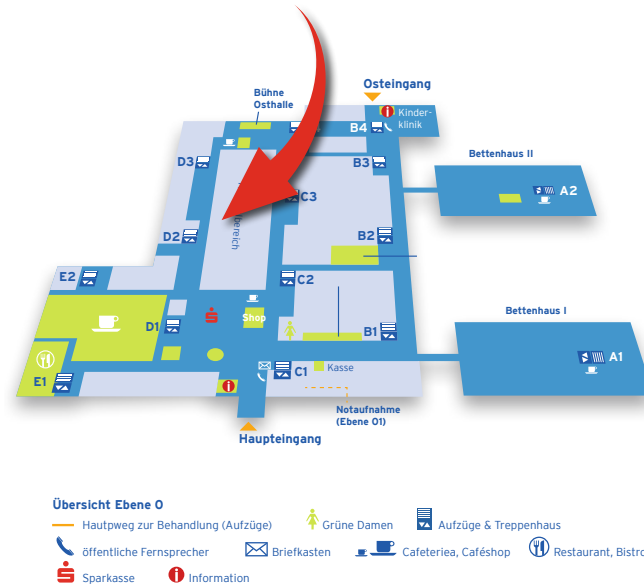 Bühne
Osthalle
Osteingang
Kinder-
klinik
B4
D3
B3
Bettenhaus II
C3
A2
bereich
D2
B2
E2
C2
Bettenhaus I
D1
Shop
B1
A1
E1
C1
Kasse
Notaufnahme
(Ebene 01)
Haupteingang
Übersicht Ebene 0
Hautpweg zur Behandlung (Aufzüge)
Grüne Damen
Aufzüge & Treppenhaus
öffentliche Fernsprecher
Briefkasten
Cafeteriea, Caféshop
Restaurant, Bistro
Sparkasse
Information